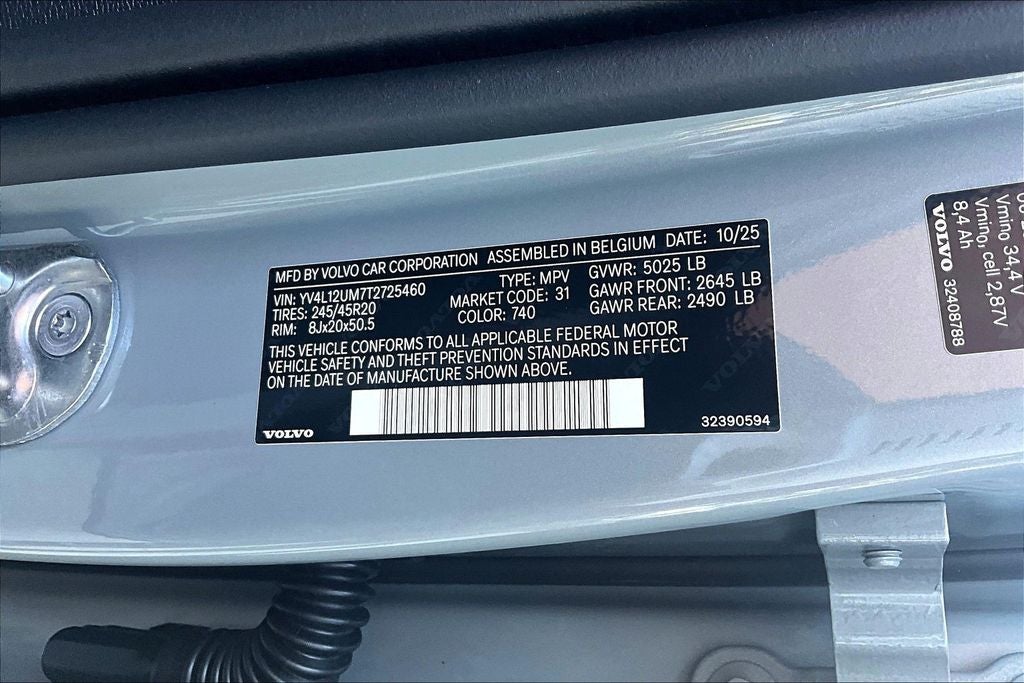 MFD BY VOLVO CAR CORPORATION ASSEMBLED IN BELGIUM DATE: 10/25
VIN: YV4L12UM7T2725460 TYPE: MPV GVWR: 5025 LB
TIRES: 245/45R20 MARKET CODE: 31 GAWR FRONT: 2645 LB
RIM: 8Jx20x50.5 COLOR: 740 GAWR REAR: 2490 LB
THIS VEHICLE CONFORMS TO ALL APPLICABLE FEDERAL MOTOR
VEHICLE SAFETY AND THEFT PREVENTION STANDARDS IN EFFECT
ON THE DATE OF MANUFACTURE SHOWN ABOVE.
VOLVO 32390594
Vmino 34,4 V
Vmino, cell 2,87V
8,4 Ah
VOLVO 32408788